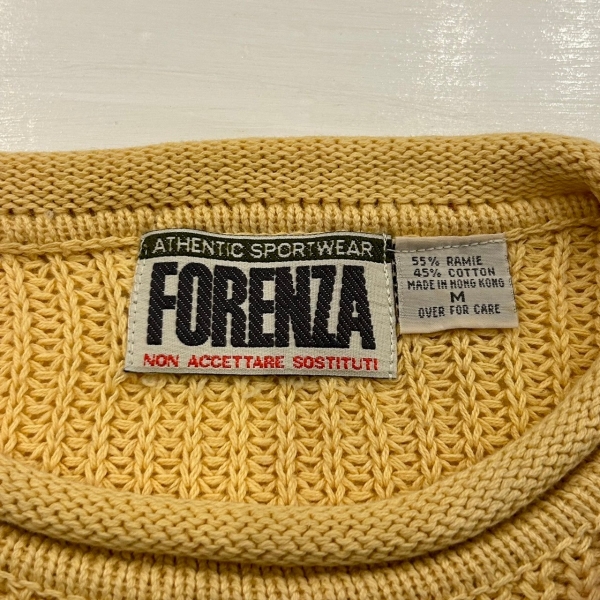 ATHENTIC SPORTWEAR
FORENZA
NON ACCETTARE SOSTITUTI
55% RAMIE
45% COTTON
MADE IN HONG KONG
M
OVER FOR CARE